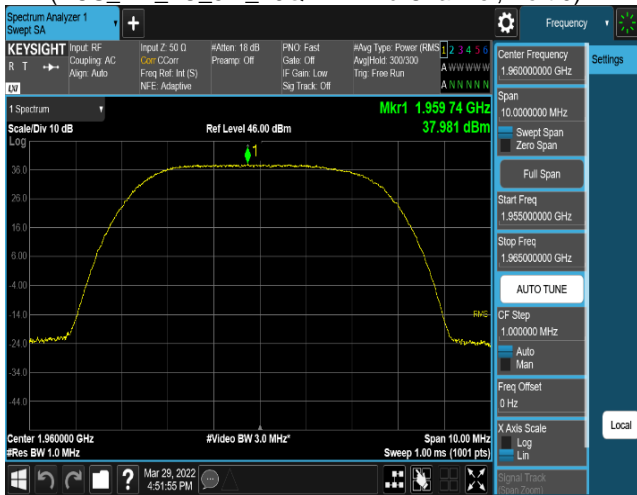 Spectrum Analyzer 1
Swept SA
Frequency
KEYSIGHT
R T
LXI
Input: RF
Coupling: AC
Align: Auto
Input Z: 50 Ω
Corr CCorr
Freq Ref: Int (S)
NFE: Adaptive
#Atten: 18 dB
Preamp: Off
PNO: Fast
Gate: Off
IF Gain: Low
Sig Track: Off
#Avg Type: Power (RMS
Avg|Hold: 300/300
Trig: Free Run
1 2 3 4 5 6
A W W W W W
A N N N N N
1 Spectrum
Scale/Div 10 dB
Log
Ref Level 46.00 dBm
Mkr1 1.959 74 GHz
37.981 dBm
1
36.0
26.0
16.0
6.00
-4.00
-14.0
-24.0
-34.0
-44.0
RMS
Center 1.960000 GHz
#Res BW 1.0 MHz
#Video BW 3.0 MHz*
Span 10.00 MHz
Sweep 1.00 ms (1001 pts)
Center Frequency
1.960000000 GHz
Span
10.0000000 MHz
Swept Span
Zero Span
Full Span
Start Freq
1.955000000 GHz
Stop Freq
1.965000000 GHz
AUTO TUNE
CF Step
1.000000 MHz
Auto
Man
Freq Offset
0 Hz
X Axis Scale
Log
Lin
Signal Track
(Span Zoom)
Settings
Local
?
Mar 29, 2022
4:51:55 PM